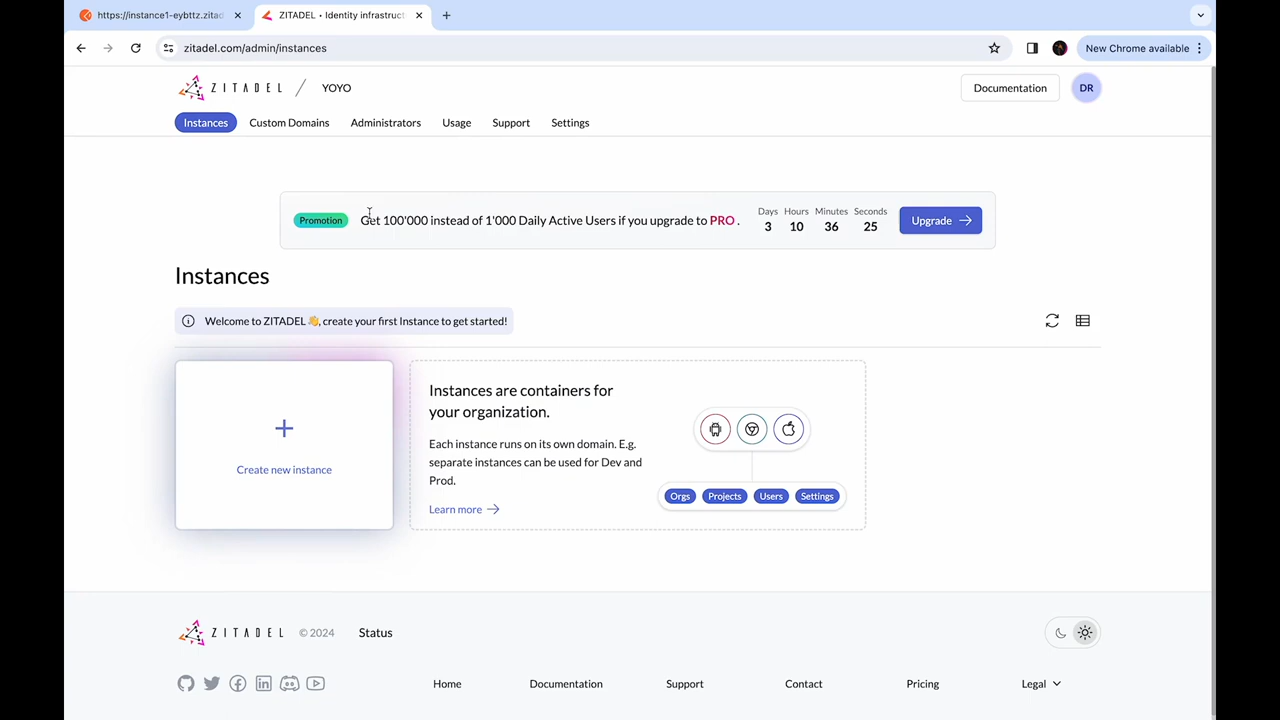 https://instance1-eybttz.zitad
ZITADEL • Identity infrastruct
zitadel.com/admin/instances
New Chrome available
ZITADEL / YOYO
Documentation
DR
Instances
Custom Domains
Administrators
Usage
Support
Settings
Promotion
Get 100'000 instead of 1'000 Daily Active Users if you upgrade to PRO .
Days Hours Minutes Seconds
3 10 36 25
Upgrade
Instances
Welcome to ZITADEL 👋, create your first Instance to get started!
Create new instance
Instances are containers for
your organization.
Each instance runs on its own domain. E.g.
separate instances can be used for Dev and
Prod.
Learn more
Orgs
Projects
Users
Settings
ZITADEL © 2024
Status
Home
Documentation
Support
Contact
Pricing
Legal